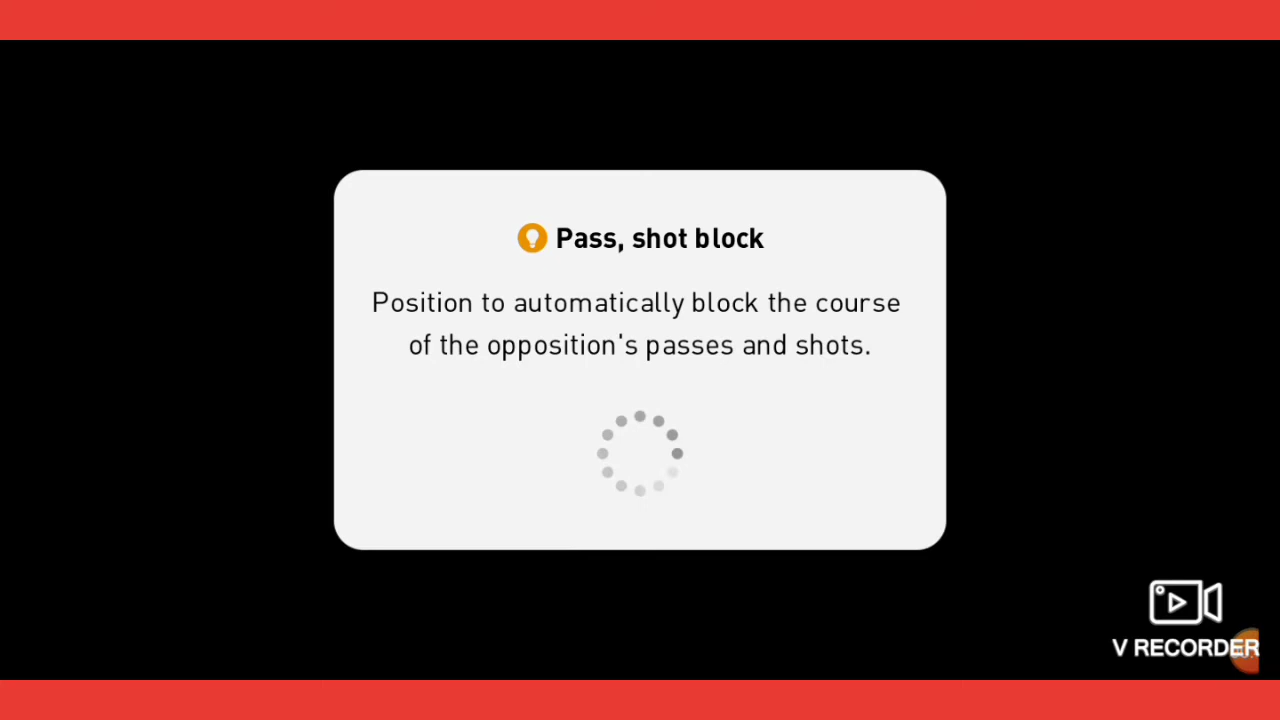 Pass, shot block
Position to automatically block the course
of the opposition's passes and shots.
V RECORDER